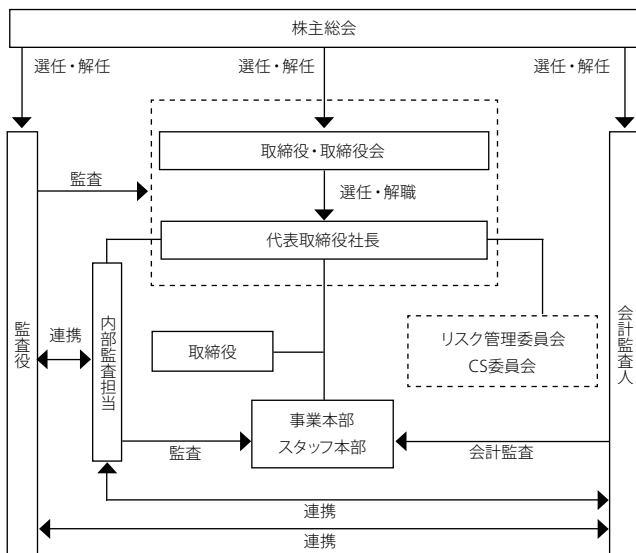 株主総会
選任・解任
選任・解任
選任・解任
取締役・取締役会
監査
選任・解職
代表取締役社長
監査役
連携
内部監査担当
取締役
リスク管理委員会
CS委員会
会計監査人
事業本部
スタッフ本部
監査
会計監査
連携
連携